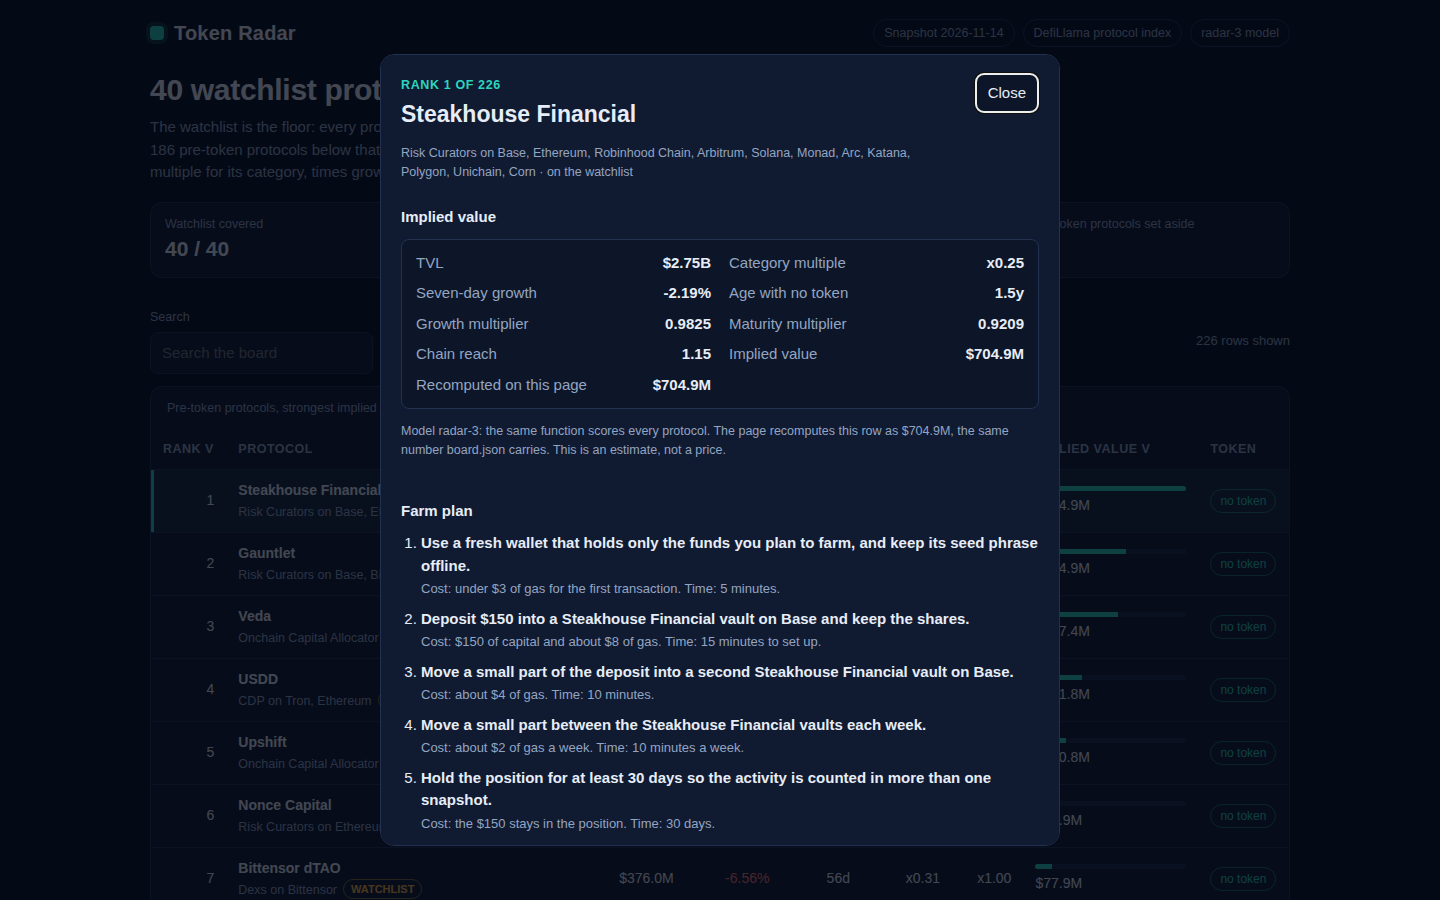 Token Radar
Snapshot 2026-11-14
DefiLlama protocol index
radar-3 model
40 watchlist prot
The watchlist is the floor: every pro
186 pre-token protocols below that
multiple for its category, times grow
Watchlist covered
40 / 40
oken protocols set aside
Search
Search the board
226 rows shown
Pre-token protocols, strongest implied
RANK V PROTOCOL LIED VALUE V TOKEN
1 Steakhouse Financial 4.9M no token
Risk Curators on Base, E
2 Gauntlet 4.9M no token
Risk Curators on Base, B
3 Veda 7.4M no token
Onchain Capital Allocator
4 USDD 1.8M no token
CDP on Tron, Ethereum
5 Upshift 0.8M no token
Onchain Capital Allocator
6 Nonce Capital .9M no token
Risk Curators on Ethereu
7 Bittensor dTAO $376.0M -6.56% 56d x0.31 x1.00 $77.9M no token
Dexs on Bittensor WATCHLIST
RANK 1 OF 226
Close
Steakhouse Financial
Risk Curators on Base, Ethereum, Robinhood Chain, Arbitrum, Solana, Monad, Arc, Katana,
Polygon, Unichain, Corn · on the watchlist
Implied value
TVL $2.75B Category multiple x0.25
Seven-day growth -2.19% Age with no token 1.5y
Growth multiplier 0.9825 Maturity multiplier 0.9209
Chain reach 1.15 Implied value $704.9M
Recomputed on this page $704.9M
Model radar-3: the same function scores every protocol. The page recomputes this row as $704.9M, the same
number board.json carries. This is an estimate, not a price.
Farm plan
1. Use a fresh wallet that holds only the funds you plan to farm, and keep its seed phrase
offline.
Cost: under $3 of gas for the first transaction. Time: 5 minutes.
2. Deposit $150 into a Steakhouse Financial vault on Base and keep the shares.
Cost: $150 of capital and about $8 of gas. Time: 15 minutes to set up.
3. Move a small part of the deposit into a second Steakhouse Financial vault on Base.
Cost: about $4 of gas. Time: 10 minutes.
4. Move a small part between the Steakhouse Financial vaults each week.
Cost: about $2 of gas a week. Time: 10 minutes a week.
5. Hold the position for at least 30 days so the activity is counted in more than one
snapshot.
Cost: the $150 stays in the position. Time: 30 days.